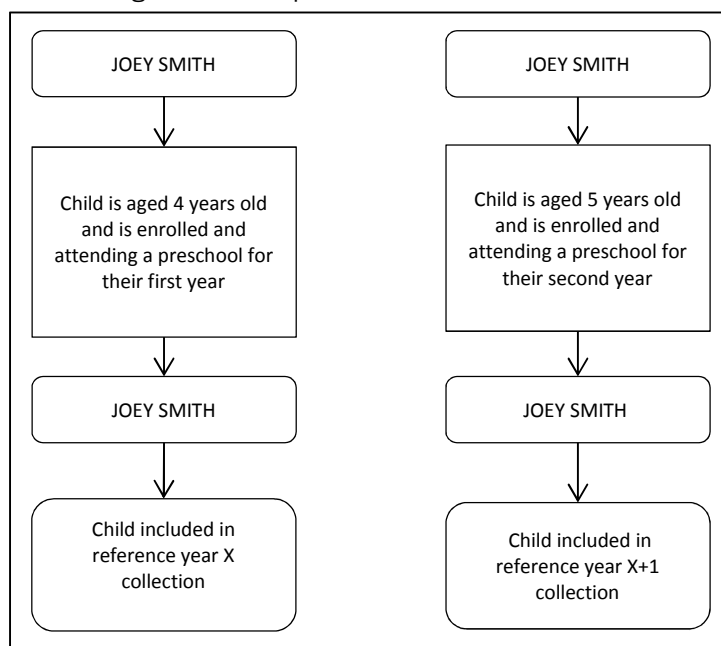 JOEY SMITH
Child is aged 4 years old
and is enrolled and
attending a preschool for
their first year
JOEY SMITH
Child included in
reference year X
collection
JOEY SMITH
Child is aged 5 years old
and is enrolled and
attending a preschool for
their second year
JOEY SMITH
Child included in
reference year X+1
collection